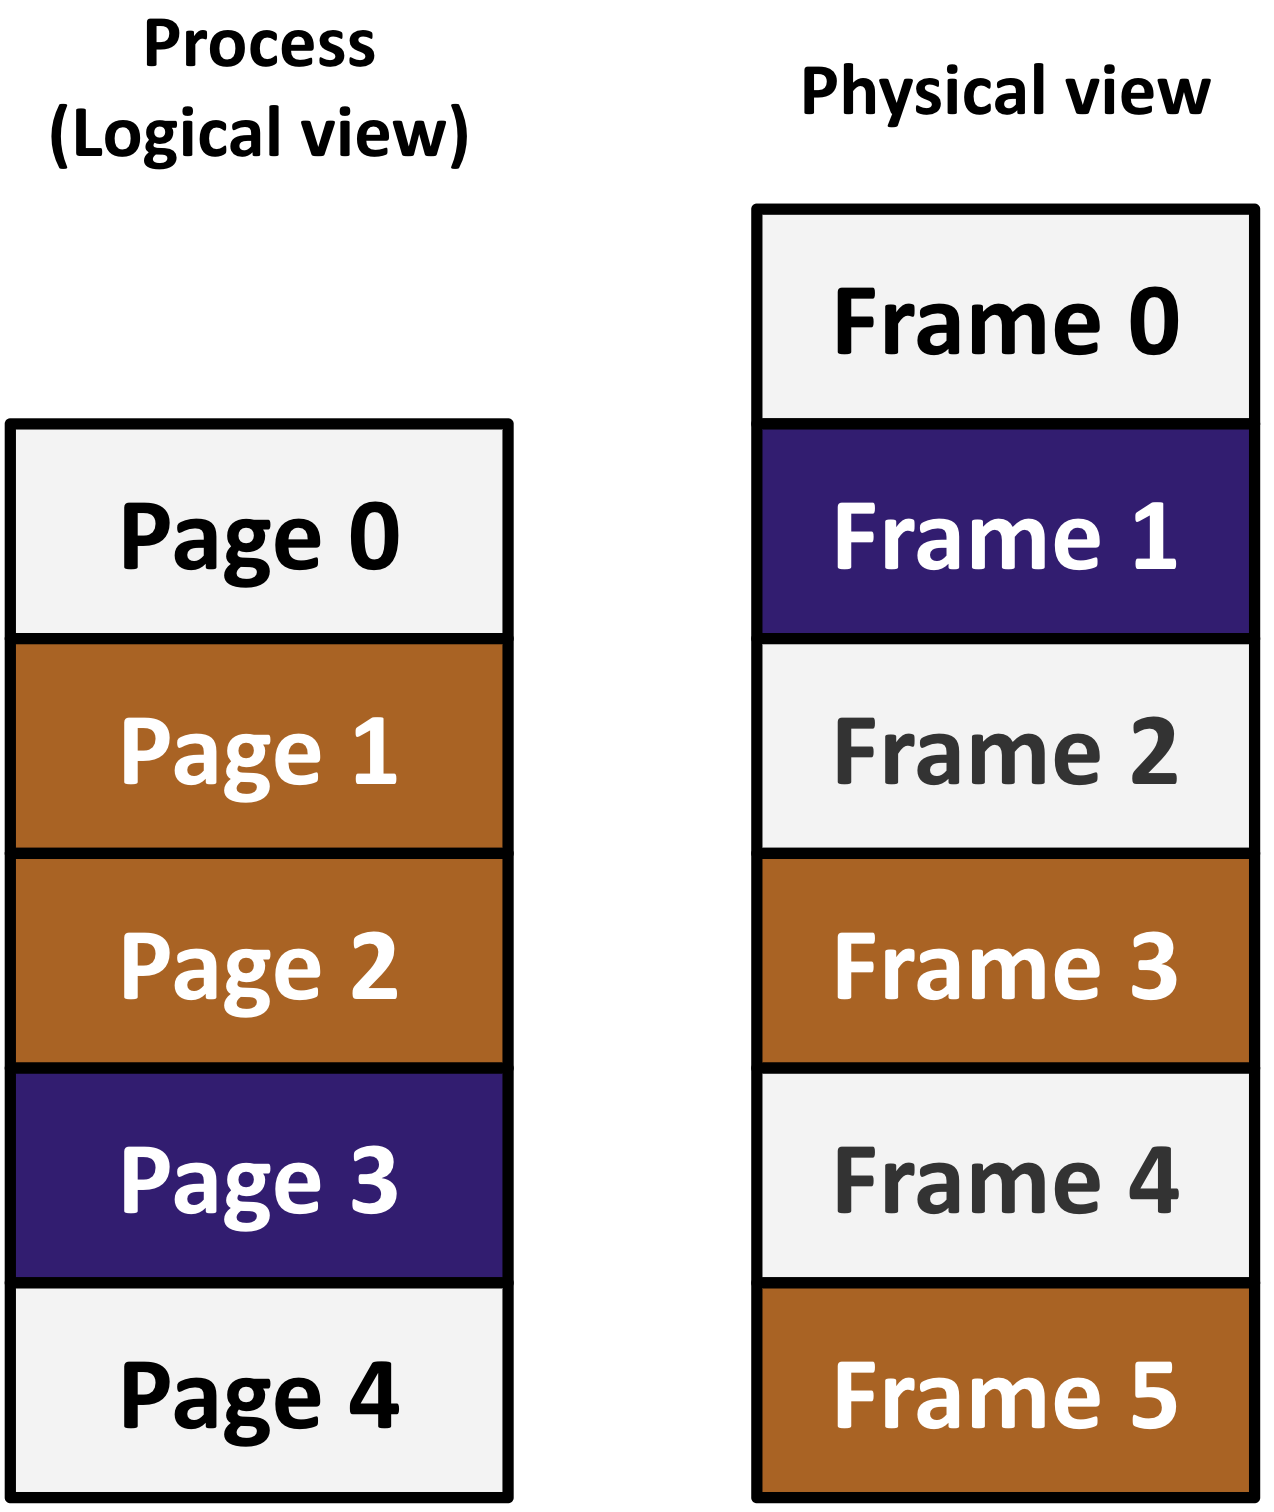 Process
(Logical view)
Page 0
Page 1
Page 2
Page 3
Page 4
Physical view
Frame 0
Frame 1
Frame 2
Frame 3
Frame 4
Frame 5